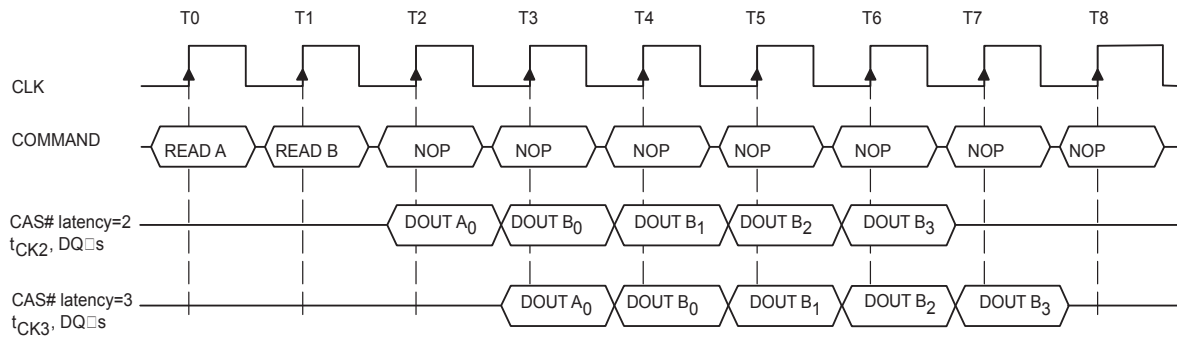 T0 T1 T2 T3 T4 T5 T6 T7 T8
CLK
COMMAND READ A READ B NOP NOP NOP NOP NOP NOP NOP
CAS# latency=2 DOUT A0 DOUT B0 DOUT B1 DOUT B2 DOUT B3
tCK2, DQ□s
CAS# latency=3 DOUT A0 DOUT B0 DOUT B1 DOUT B2 DOUT B3
tCK3, DQ□s